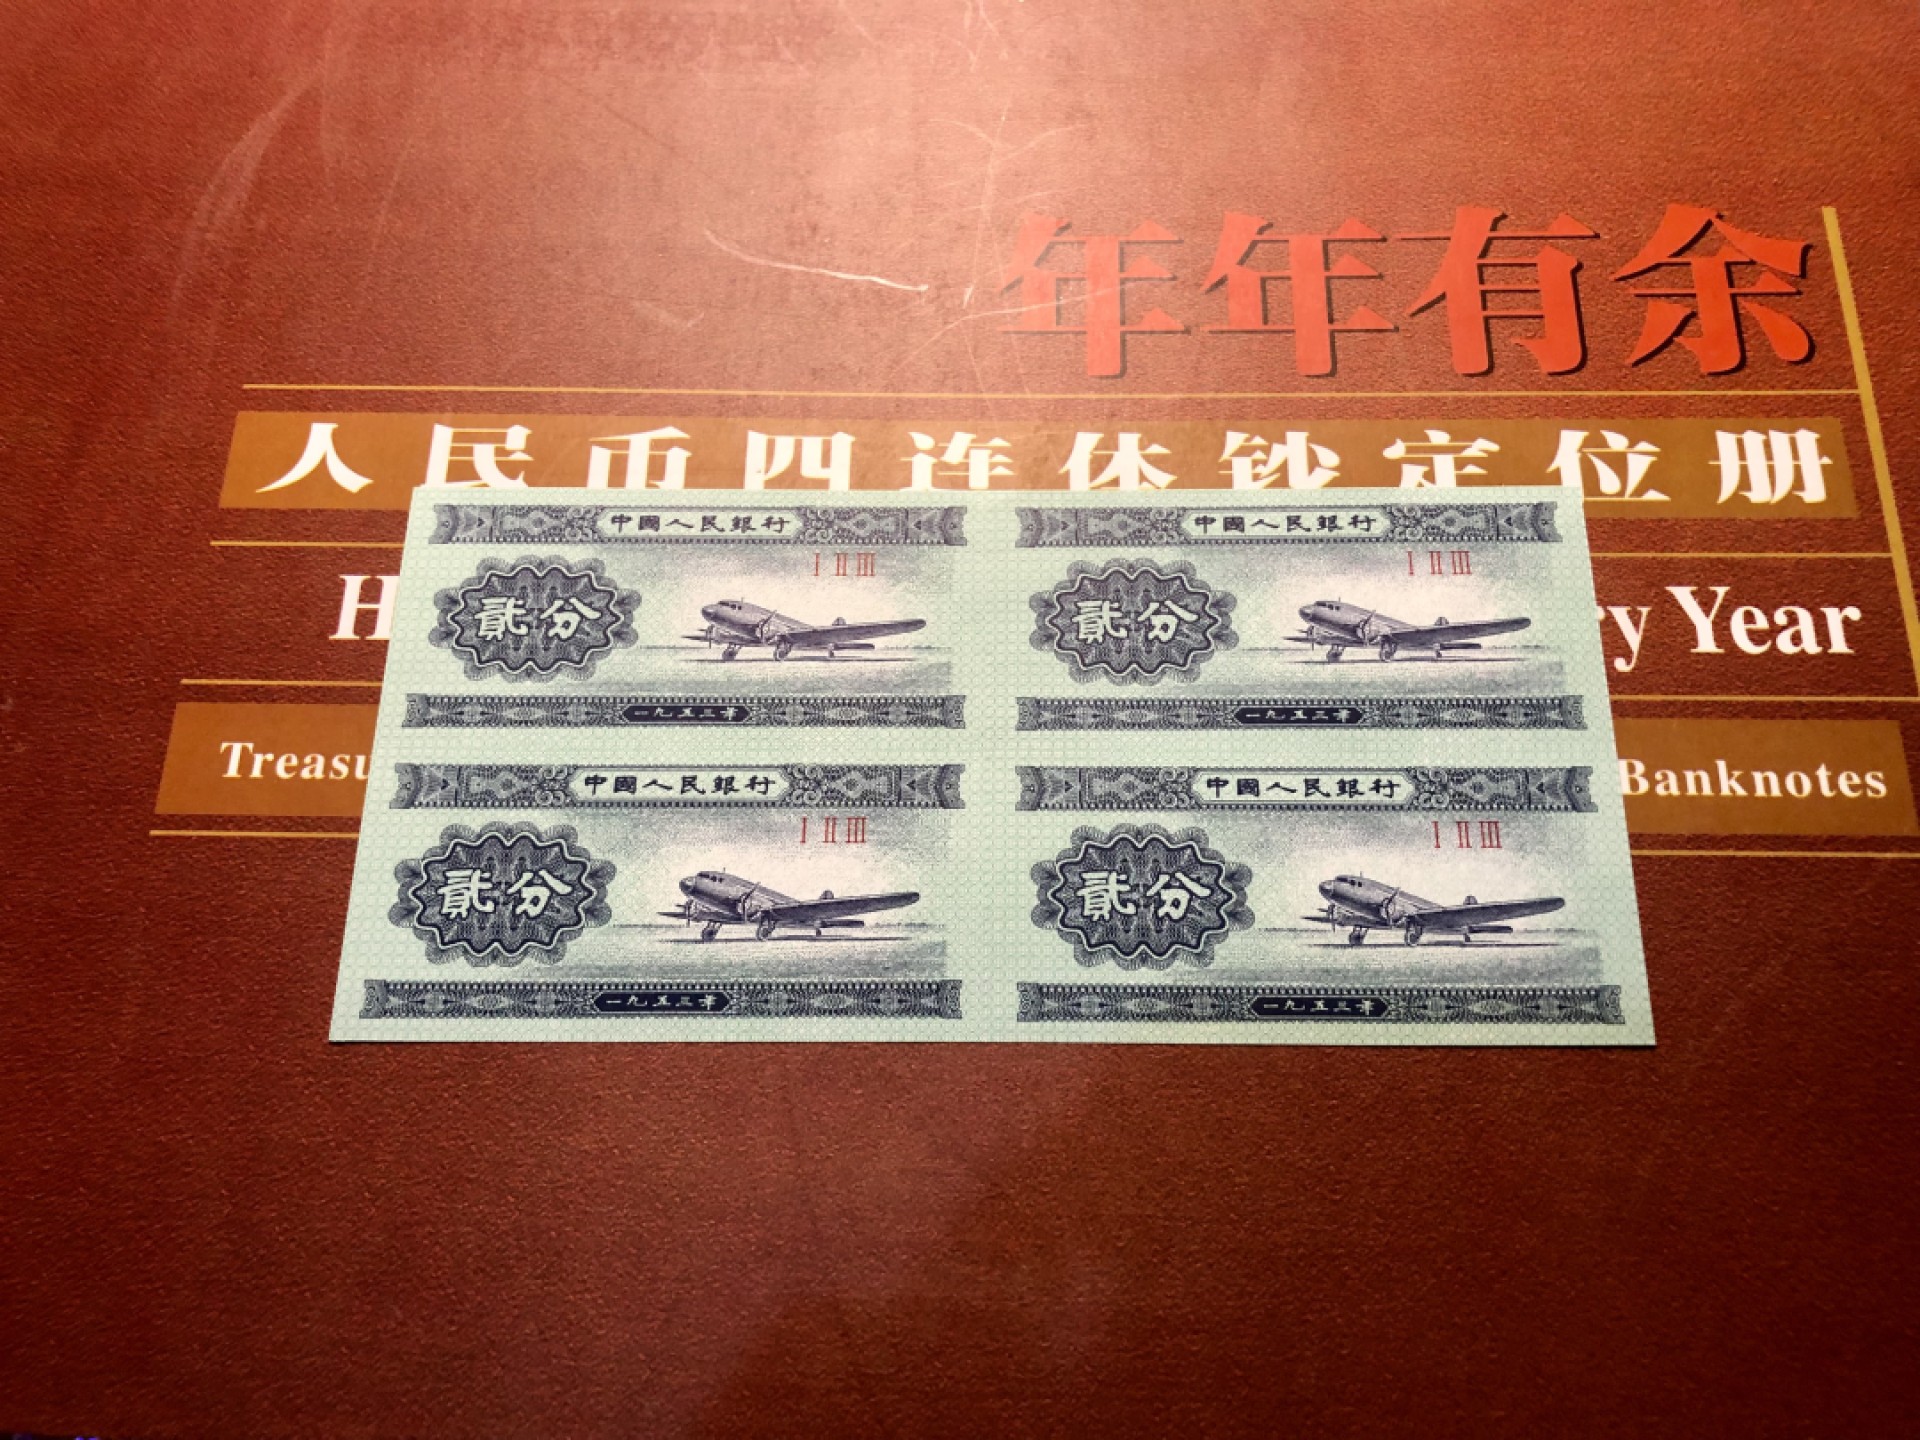 年年有余
人民币四连体钞定位册
H
ry Year
Treasu
Banknotes
中國人民銀行
中國人民銀行
I II III
I II III
貳分
貳分
一九五三年
一九五三年
中國人民銀行
中國人民銀行
I II III
I II III
貳分
貳分
一九五三年
一九五三年